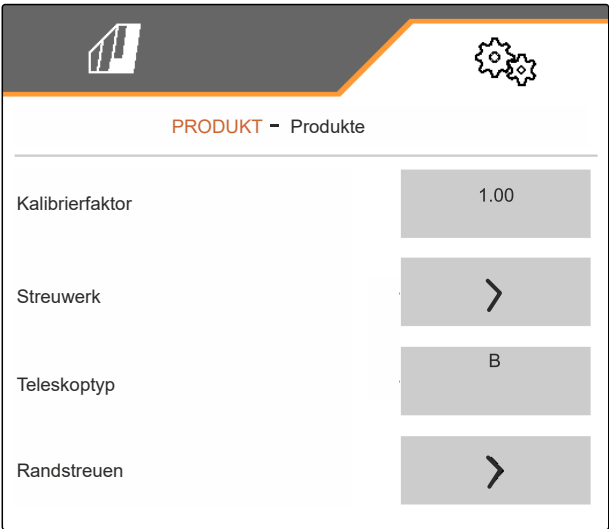 PRODUKT - Produkte
Kalibrierfaktor 1.00
Streuwerk
Teleskoptyp B
Randstreuen